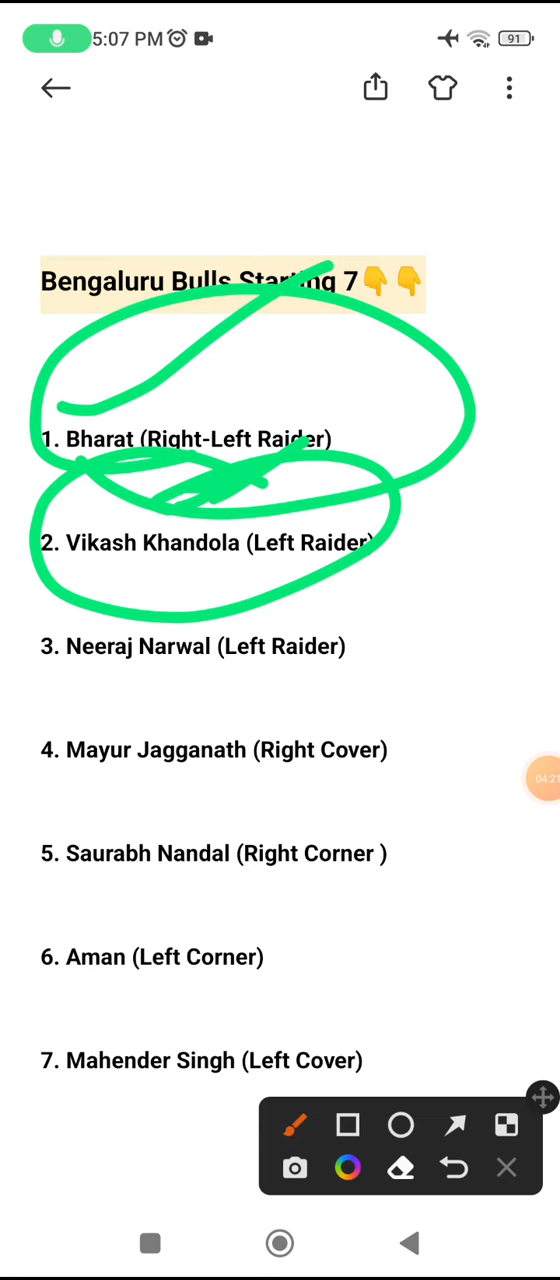 5:07 PM
91
Bengaluru Bulls Starting 7👇👇
1. Bharat (Right-Left Raider)
2. Vikash Khandola (Left Raider)
3. Neeraj Narwal (Left Raider)
4. Mayur Jagganath (Right Cover)
04:21
5. Saurabh Nandal (Right Corner )
6. Aman (Left Corner)
7. Mahender Singh (Left Cover)